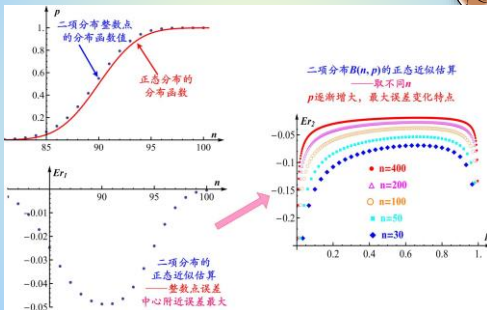 p
二项分布整数点
的分布函数值
1.
0.8
0.6
0.4
0.2
正态分布的
分布函数
n
85
90
95
100
Er₁
n
85
90
95
100
-0.01
-0.02
-0.03
-0.04
-0.05
二项分布的
正态近似估算
——整数点误差
中心附近误差最大
二项分布B(n, p)的正态近似估算
——取不同n
p逐渐增大，最大误差变化特点
Er₂
-0.05
-0.1
-0.15
-0.2
n=400
n=200
n=100
n=50
n=30
0.2
0.4
0.6
0.8
1.